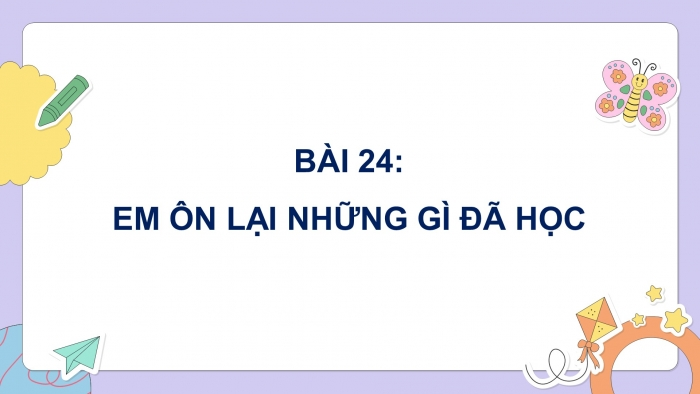 BÀI 24:
EM ÔN LẠI NHỮNG GÌ ĐÃ HỌC